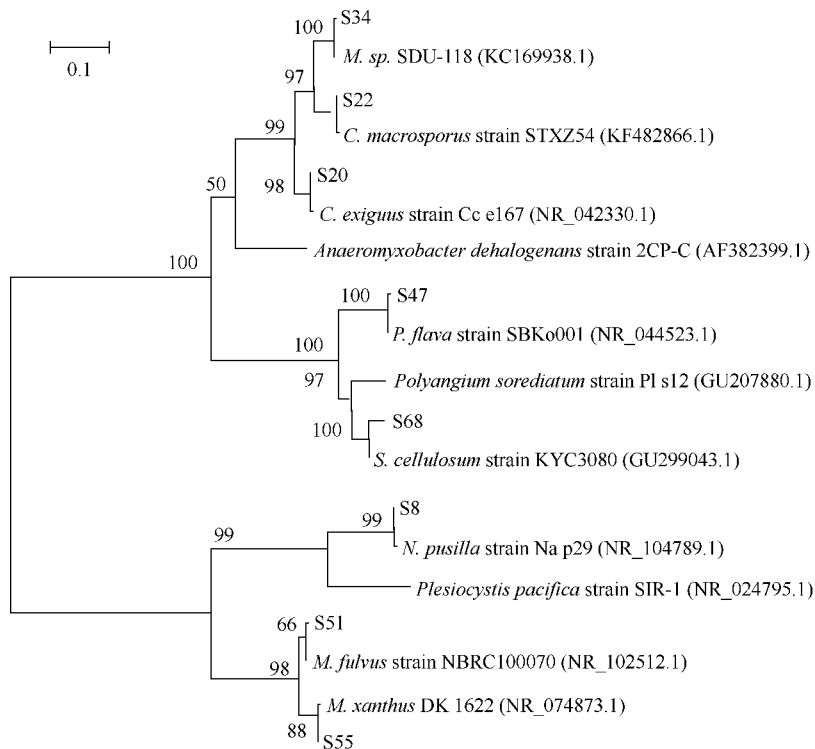 S34
100
0.1
M. sp. SDU-118 (KC169938.1)
97
S22
99
C. macrosporus strain STXZ54 (KF482866.1)
S20
98
50
C. exiguus strain Cc e167 (NR_042330.1)
Anaeromyxobacter dehalogenans strain 2CP-C (AF382399.1)
100
100
S47
P. flava strain SBKo001 (NR_044523.1)
100
97
Polyangium sorediatum strain Pl s12 (GU207880.1)
S68
100
S. cellulosum strain KYC3080 (GU299043.1)
S8
99
99
N. pusilla strain Na p29 (NR_104789.1)
Plesiocystis pacifica strain SIR-1 (NR_024795.1)
66
S51
M. fulvus strain NBRC100070 (NR_102512.1)
98
M. xanthus DK 1622 (NR_074873.1)
88
S55